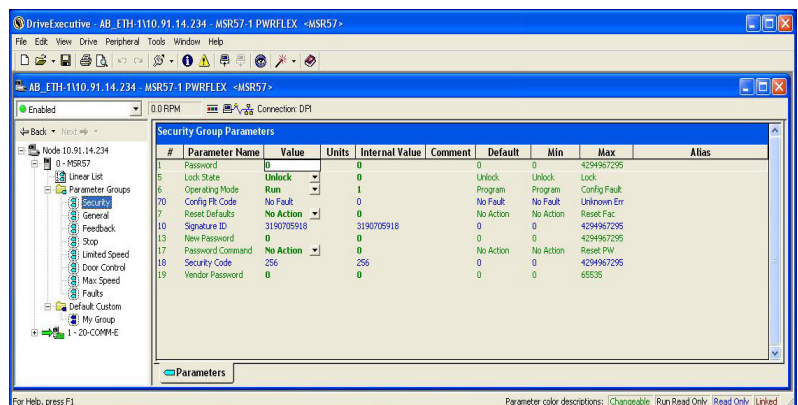 DriveExecutive - AB_ETH-1\10.91.14.234 - MSR57-1 PWRFLEX <MSR57>
File Edit View Drive Peripheral Tools Window Help
AB_ETH-1\10.91.14.234 - MSR57-1 PWRFLEX <MSR57>
Enabled 0.0 RPM Connection: DPI
Back Next
Node 10.91.14.234
0 - MSR57
Linear List
Parameter Groups
Security
General
Feedback
Stop
Limited Speed
Door Control
Max Speed
Faults
Default Custom
My Group
1 - 20-COMM-E
Security Group Parameters
# Parameter Name Value Units Internal Value Comment Default Min Max Alias
1 Password 0 0 0 0 4294967295
5 Lock State Unlock 0 Unlock Unlock Lock
6 Operating Mode Run 1 Program Program Config Fault
70 Config Flt Code No Fault 0 No Fault No Fault Unknown Err
7 Reset Defaults No Action 0 No Action No Action Reset Fac
10 Signature ID 3190705918 3190705918 0 0 4294967295
13 New Password 0 0 0 0 4294967295
17 Password Command No Action 0 No Action No Action Reset PW
18 Security Code 256 256 0 0 4294967295
19 Vendor Password 0 0 0 0 65535
Parameters
For Help, press F1 Parameter color descriptions: Changeable Run Read Only Read Only Linked